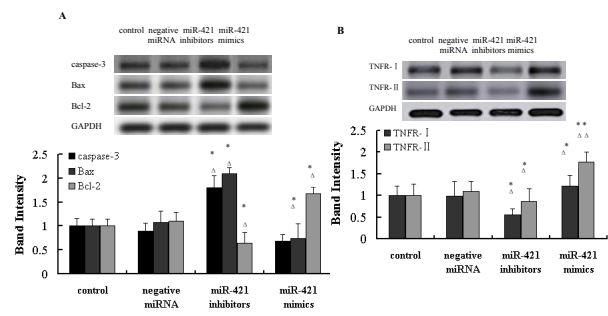 A
control negative miR-421 miR-421
miRNA inhibitors mimics
caspase-3
Bax
Bcl-2
GAPDH
2.5
2
1.5
1
0.5
0
Band Intensity
caspase-3
Bax
Bcl-2
*
Δ
*
Δ
*
Δ
*
Δ
*
Δ
control
negative
miRNA
miR-421
inhibitors
miR-421
mimics
B
control negative miR-421 miR-421
miRNA inhibitors mimics
TNFR-Ⅰ
TNFR-Ⅱ
GAPDH
2.5
2
1.5
1
0.5
0
Band Intensity
TNFR-Ⅰ
TNFR-Ⅱ
*
Δ
*
Δ
*
Δ
**
ΔΔ
control
negative
miRNA
miR-421
inhibitors
miR-421
mimics